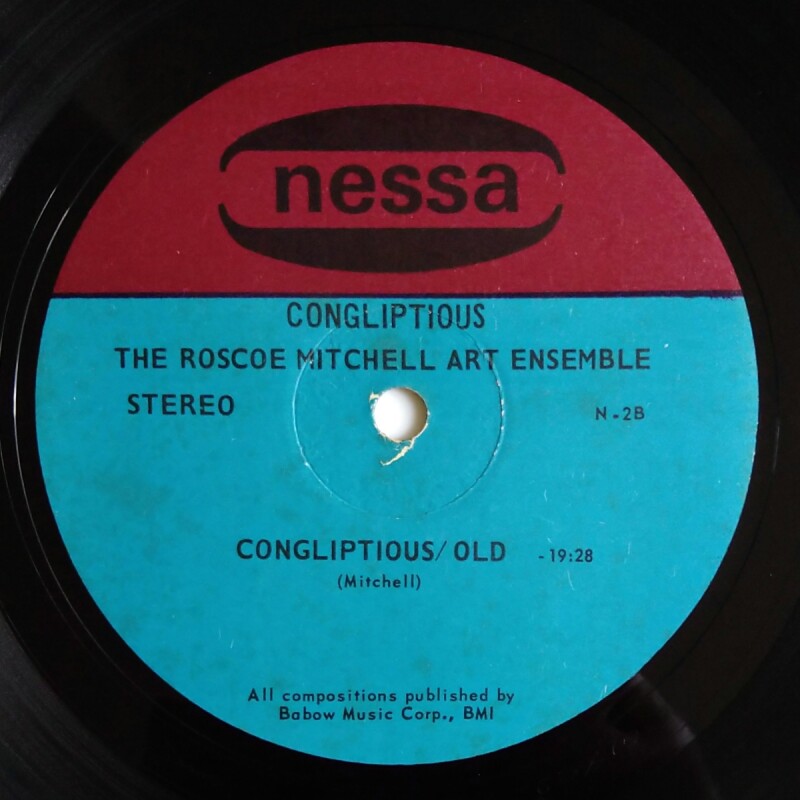 nessa
CONGLIPTIOUS
THE ROSCOE MITCHELL ART ENSEMBLE
STEREO
N-2B
CONGLIPTIOUS/OLD -19:28
(Mitchell)
All compositions published by
Babow Music Corp., BMI